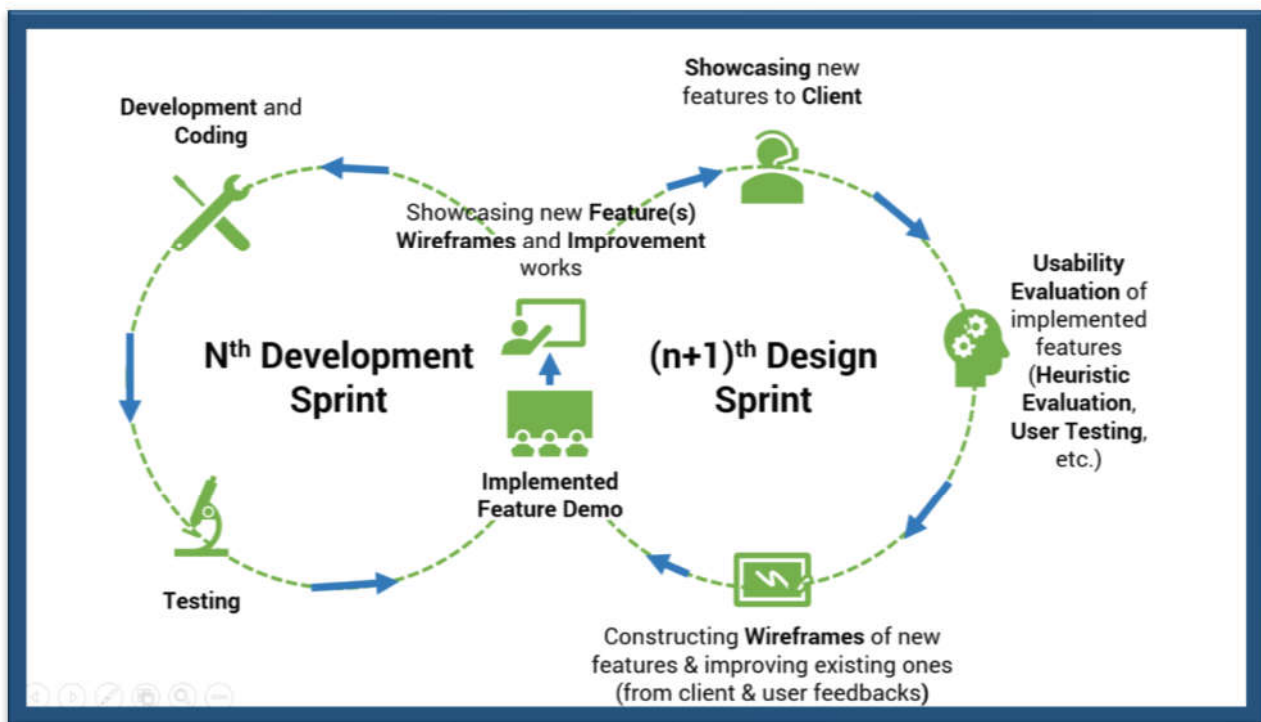 Showcasing new
features to Client
Development and
Coding
Showcasing new Feature(s)
Wireframes and Improvement
works
Usability
Evaluation of
implemented
features
(Heuristic
Evaluation,
User Testing,
etc.)
Nth Development
Sprint
(n+1)th Design
Sprint
Implemented
Feature Demo
Testing
Constructing Wireframes of new
features & improving existing ones
(from client & user feedbacks)